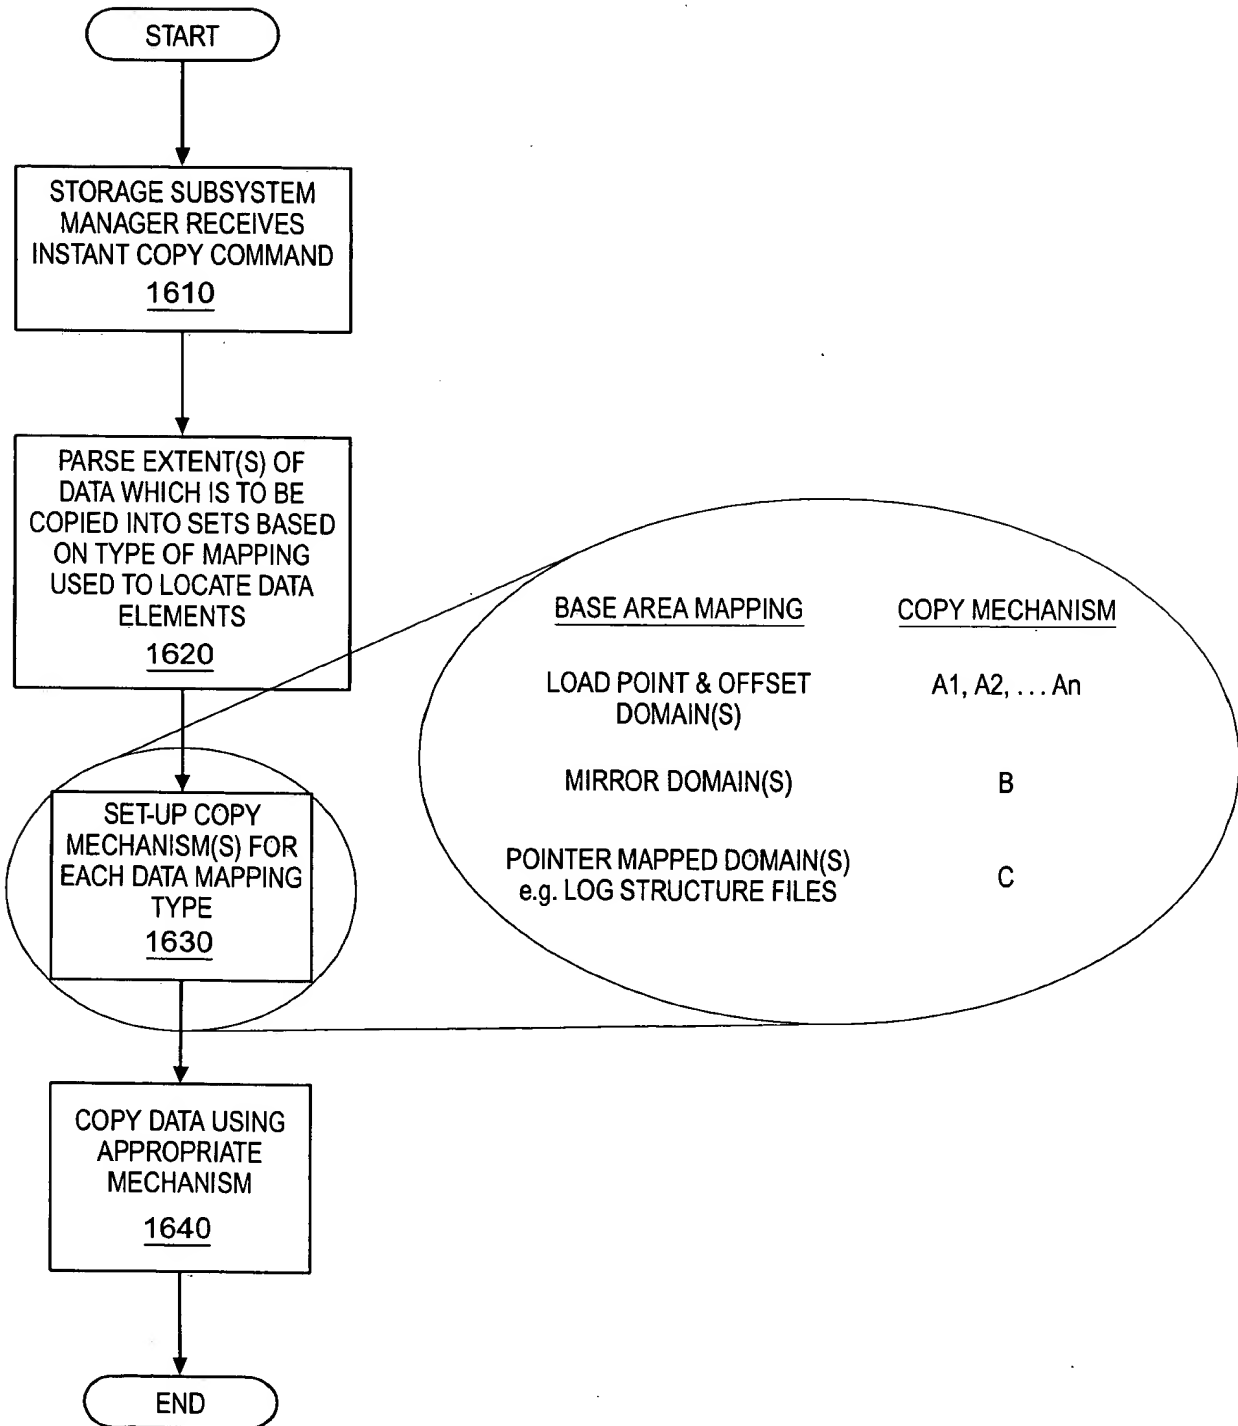 START
STORAGE SUBSYSTEM
MANAGER RECEIVES
INSTANT COPY COMMAND
1610
PARSE EXTENT(S) OF
DATA WHICH IS TO BE
COPIED INTO SETS BASED
ON TYPE OF MAPPING
USED TO LOCATE DATA
ELEMENTS
1620
SET-UP COPY
MECHANISM(S) FOR
EACH DATA MAPPING
TYPE
1630
BASE AREA MAPPING COPY MECHANISM
LOAD POINT & OFFSET A1, A2, ... An
DOMAIN(S)
MIRROR DOMAIN(S) B
POINTER MAPPED DOMAIN(S)
e.g. LOG STRUCTURE FILES C
COPY DATA USING
APPROPRIATE
MECHANISM
1640
END